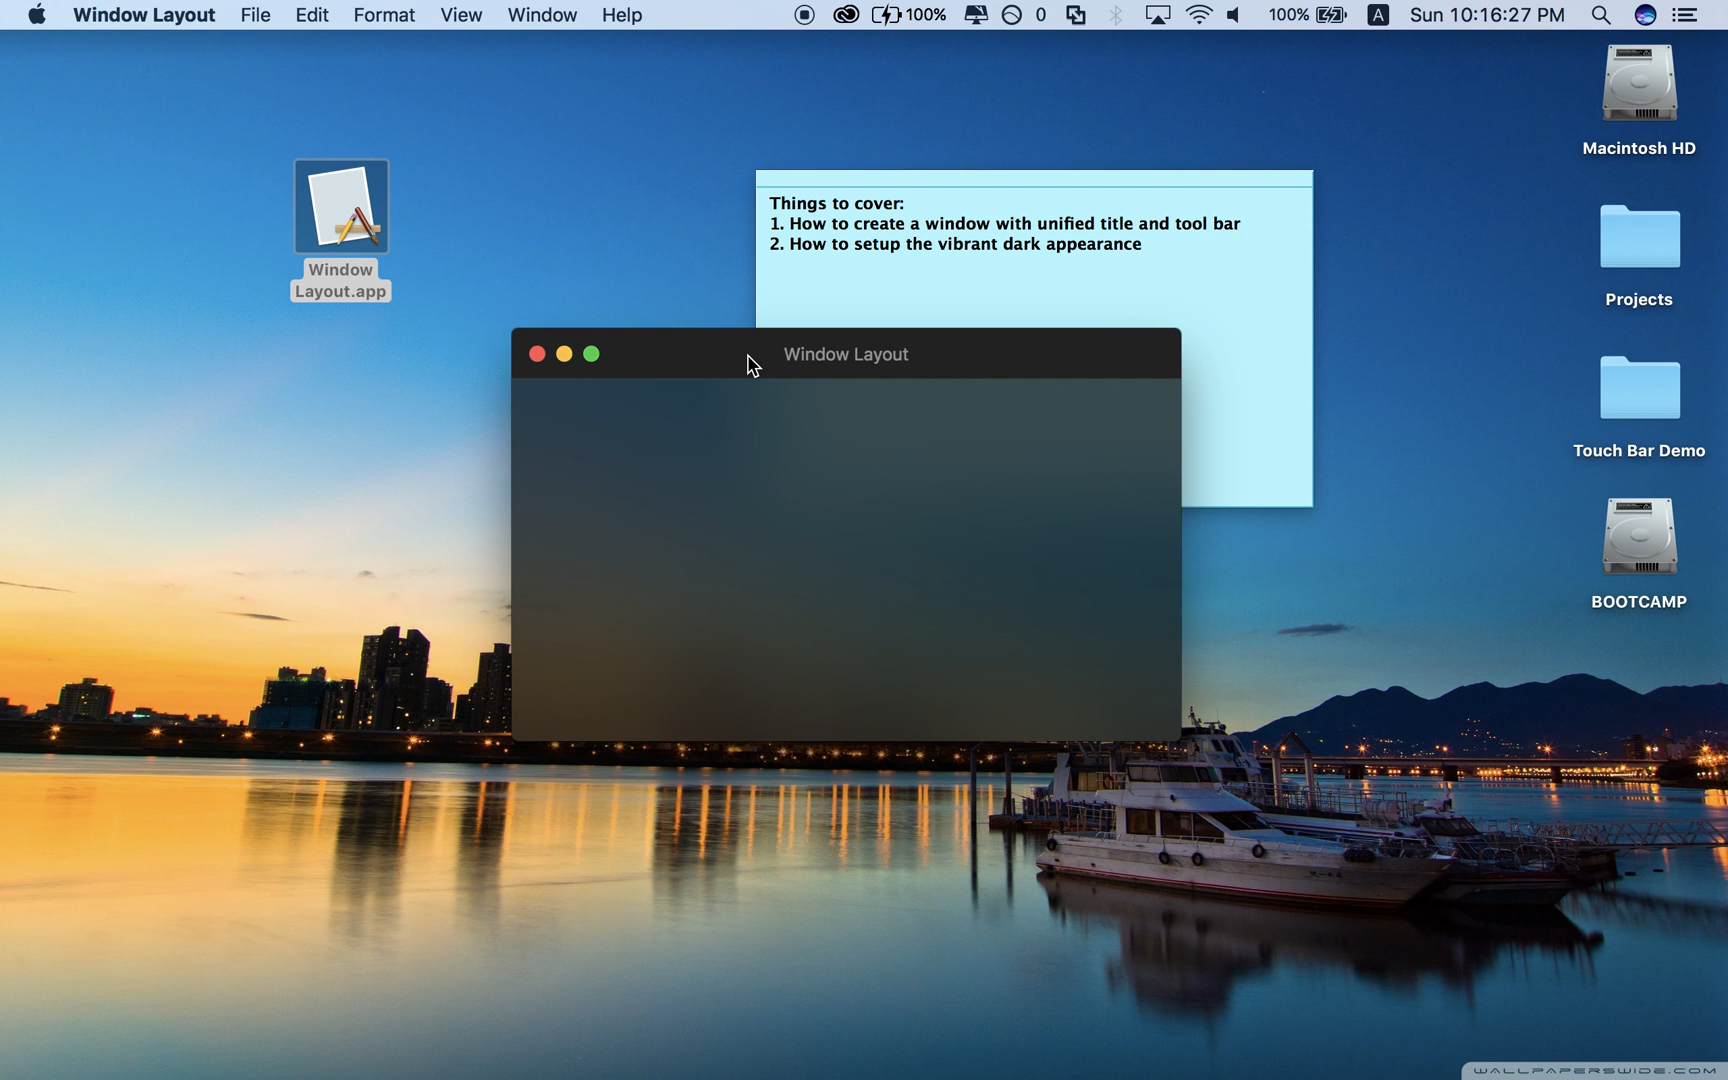 Window Layout File Edit Format View Window Help 100% 0 100% A Sun 10:16:27 PM
Macintosh HD
Window
Layout.app
Things to cover:
1. How to create a window with unified title and tool bar
2. How to setup the vibrant dark appearance
Projects
Window Layout
Touch Bar Demo
BOOTCAMP
WALLPAPERSWIDE.COM